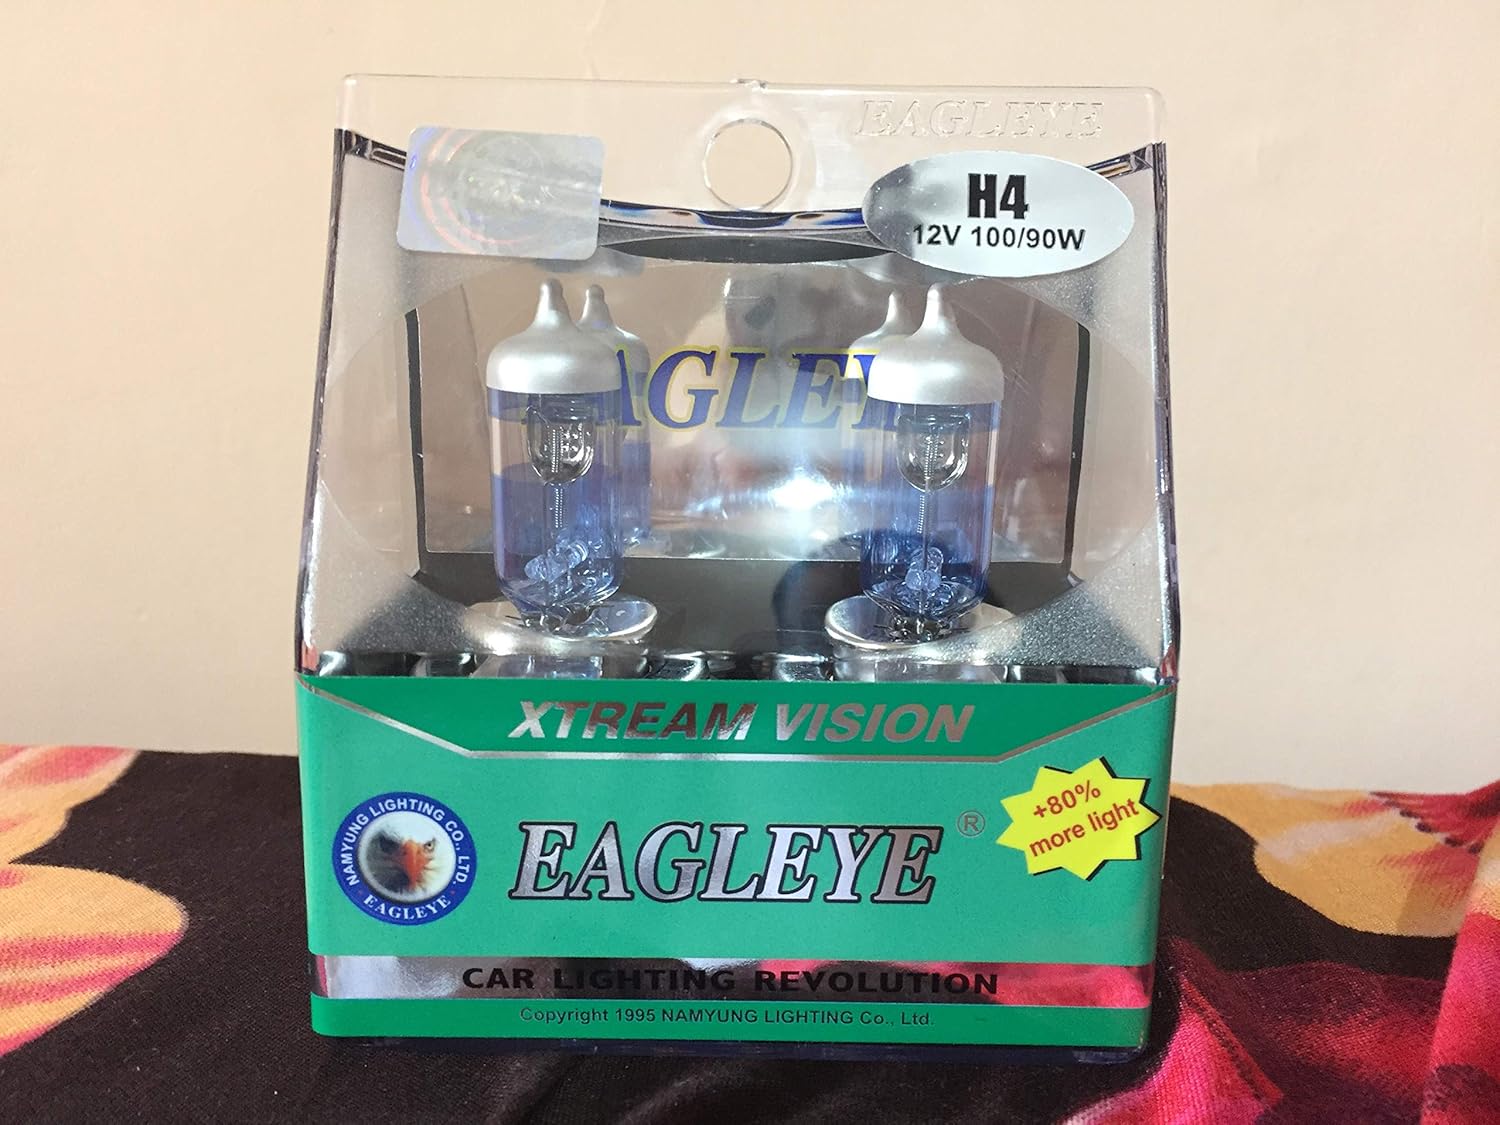 EAGLEYE
H4
12V 100/90W
EAGLEYE
XTREAM VISION
+80%
more light
NAMYUNG LIGHTING CO., LTD.
EAGLEYE
EAGLEYE®
CAR LIGHTING REVOLUTION
Copyright 1995 NAMYUNG LIGHTING Co., Ltd.